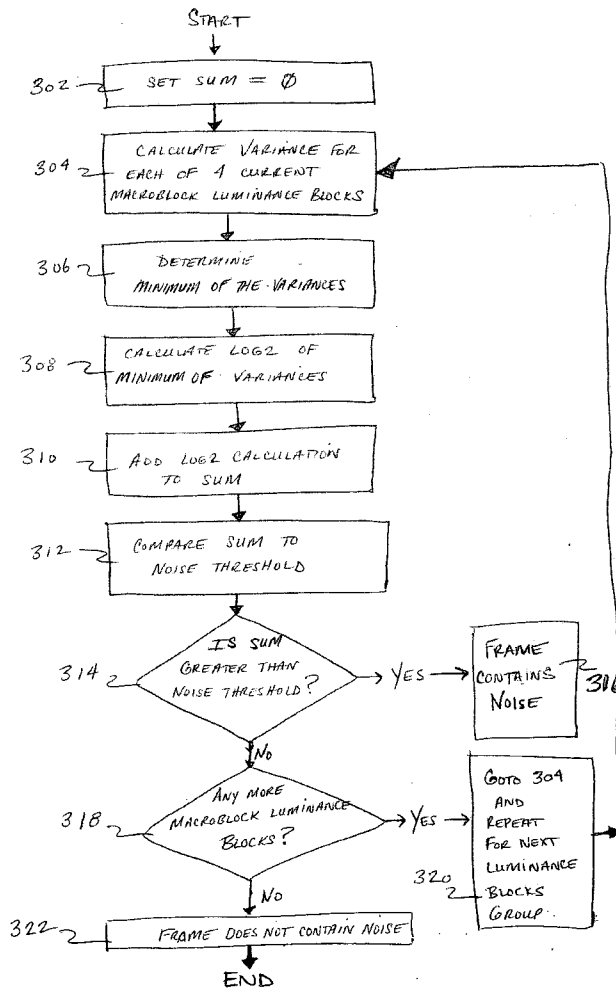 START
302
SET SUM = Ø
304
CALCULATE VARIANCE FOR
EACH OF 4 CURRENT
MACROBLOCK LUMINANCE BLOCKS
306
DETERMINE
MINIMUM OF THE VARIANCES
308
CALCULATE LOG2 OF
MINIMUM OF VARIANCES
310
ADD LOG2 CALCULATION
TO SUM
312
COMPARE SUM TO
NOISE THRESHOLD
314
IS SUM
GREATER THAN
NOISE THRESHOLD?
YES
FRAME
CONTAINS
NOISE
316
NO
318
ANY MORE
MACROBLOCK LUMINANCE
BLOCKS?
YES
GOTO 304
AND
REPEAT
FOR NEXT
LUMINANCE
BLOCKS
GROUP.
320
NO
322
FRAME DOES NOT CONTAIN NOISE
END